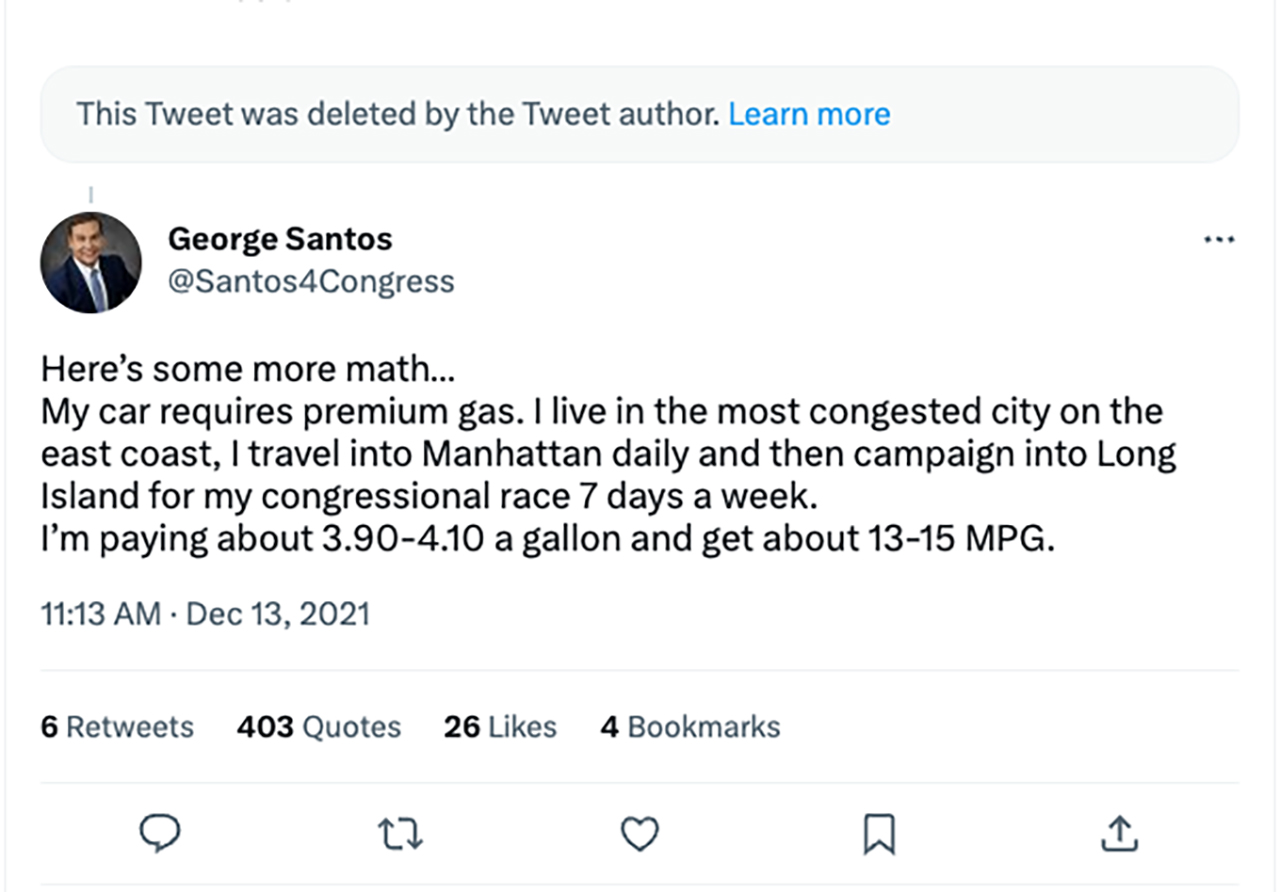 This Tweet was deleted by the Tweet author. Learn more
George Santos
@Santos4Congress
Here’s some more math...
My car requires premium gas. I live in the most congested city on the
east coast, I travel into Manhattan daily and then campaign into Long
Island for my congressional race 7 days a week.
I’m paying about 3.90-4.10 a gallon and get about 13-15 MPG.
11:13 AM · Dec 13, 2021
6 Retweets 403 Quotes 26 Likes 4 Bookmarks